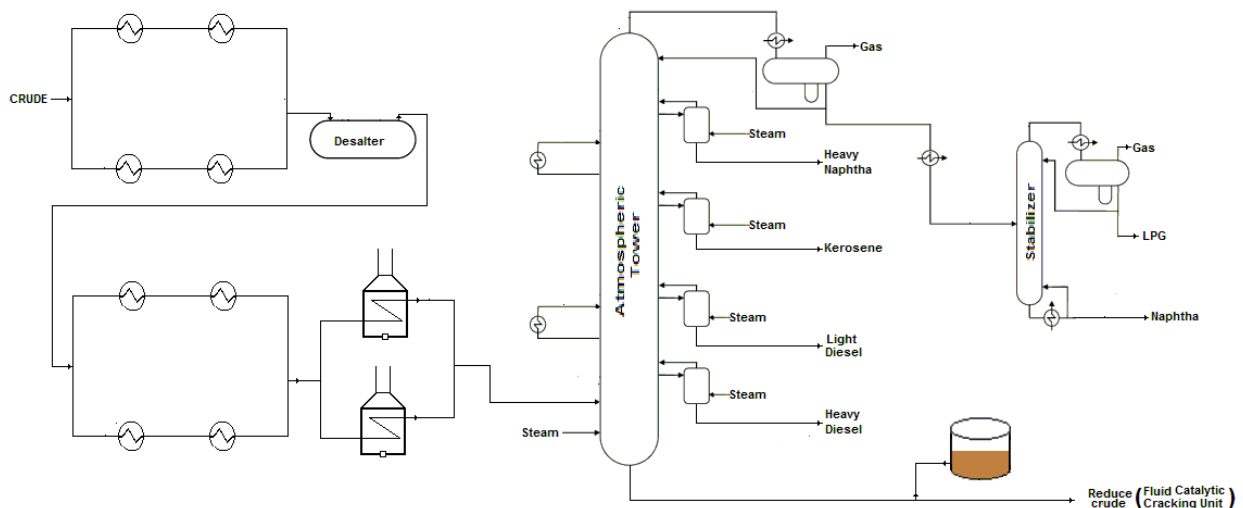 CRUDE
Desalter
Atmospheric
Tower
Steam
Gas
Steam
Heavy
Naphtha
Steam
Kerosene
Steam
Light
Diesel
Steam
Heavy
Diesel
Stabilizer
Gas
LPG
Naphtha
Reduce
crude
(Fluid Catalytic
Cracking Unit)